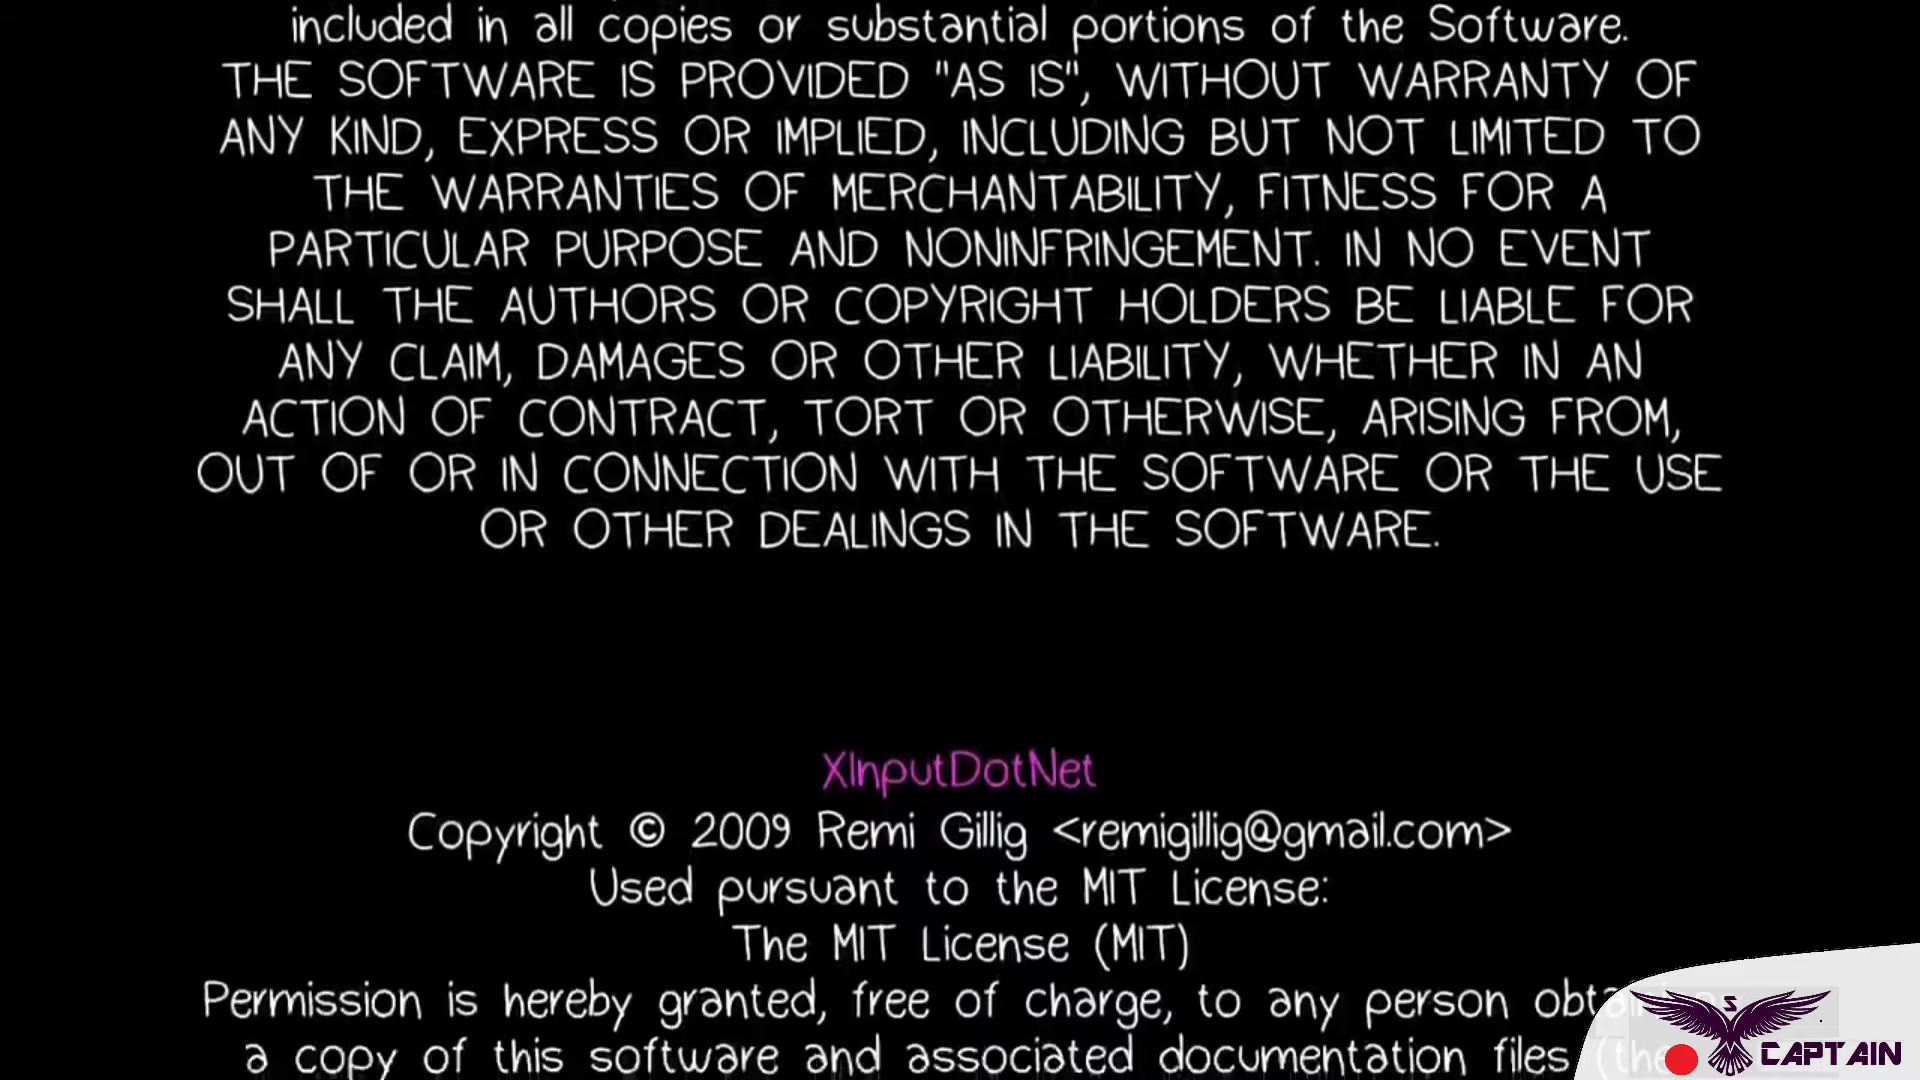 included in all copies or substantial portions of the Software.
THE SOFTWARE IS PROVIDED "AS IS", WITHOUT WARRANTY OF
ANY KIND, EXPRESS OR IMPLIED, INCLUDING BUT NOT LIMITED TO
THE WARRANTIES OF MERCHANTABILITY, FITNESS FOR A
PARTICULAR PURPOSE AND NONINFRINGEMENT. IN NO EVENT
SHALL THE AUTHORS OR COPYRIGHT HOLDERS BE LIABLE FOR
ANY CLAIM, DAMAGES OR OTHER LIABILITY, WHETHER IN AN
ACTION OF CONTRACT, TORT OR OTHERWISE, ARISING FROM,
OUT OF OR IN CONNECTION WITH THE SOFTWARE OR THE USE
OR OTHER DEALINGS IN THE SOFTWARE.
XInputDotNet
Copyright © 2009 Remi Gillig <remigillig@gmail.com>
Used pursuant to the MIT License:
The MIT License (MIT)
Permission is hereby granted, free of charge, to any person
a copy of this software and associated documentation files (the
S
CAPTAIN